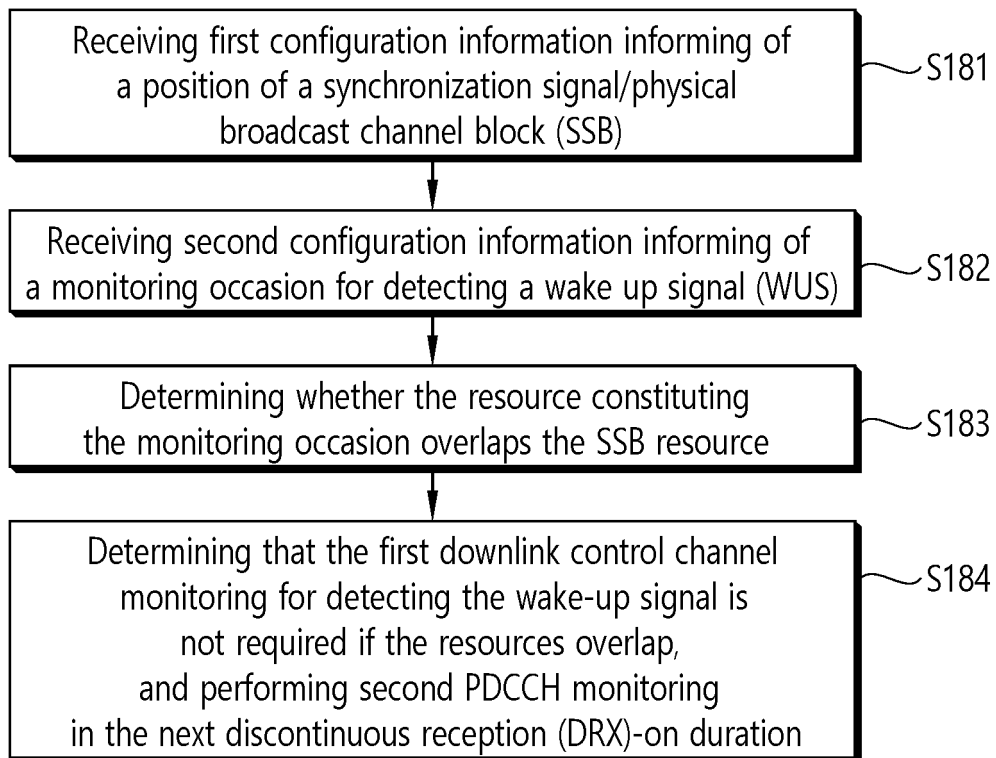 Receiving first configuration information informing of
a position of a synchronization signal/physical
broadcast channel block (SSB)
S181
Receiving second configuration information informing of
a monitoring occasion for detecting a wake up signal (WUS)
S182
Determining whether the resource constituting
the monitoring occasion overlaps the SSB resource
S183
Determining that the first downlink control channel
monitoring for detecting the wake-up signal is
not required if the resources overlap,
and performing second PDCCH monitoring
in the next discontinuous reception (DRX)-on duration
S184